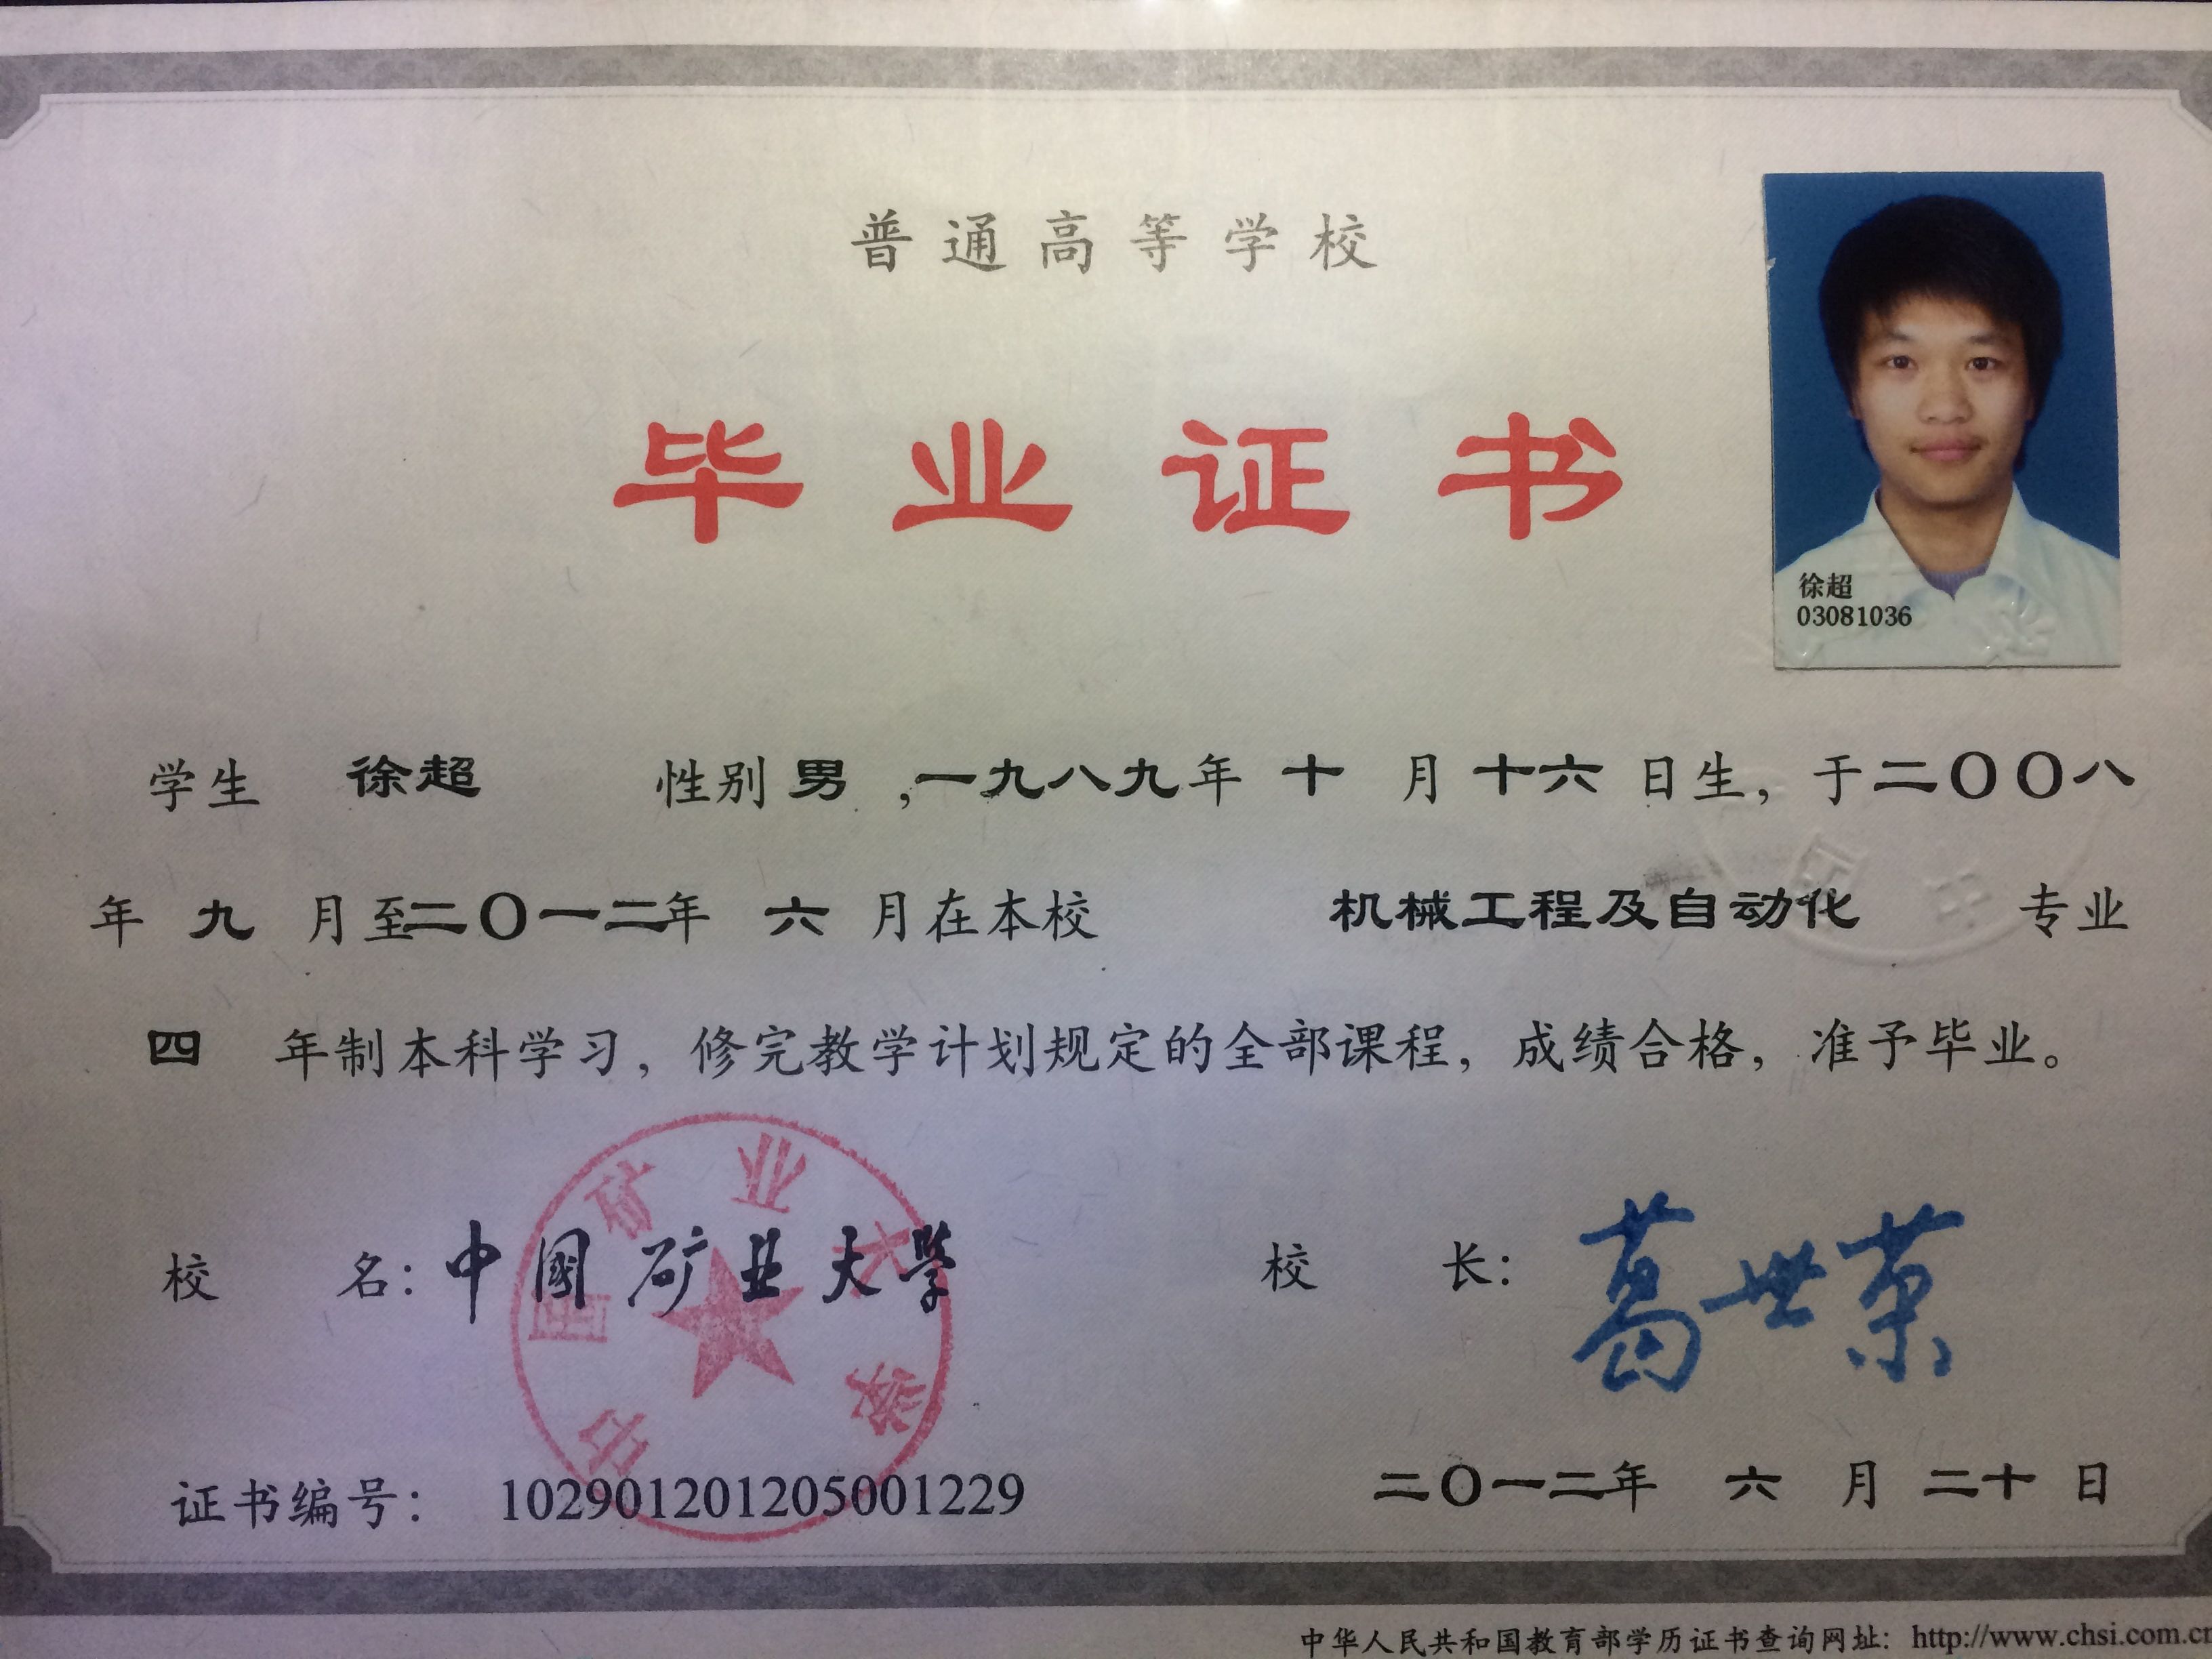 普通高等学校
毕业证书
徐超
03081036
学生 徐超 性别 男 ,一九八九年 十 月 十六 日生，于二〇〇八
年 九 月至二〇一二年 六 月在本校 机械工程及自动化 专业
四 年制本科学习，修完教学计划规定的全部课程，成绩合格，准予毕业。
校 名：中國矿业大學 校 长：葛世荣
中国矿业大学
证书编号： 102901201205001229 二〇一二年 六 月 二十 日
中华人民共和国教育部学历证书查询网址：http://www.chsi.com.cn